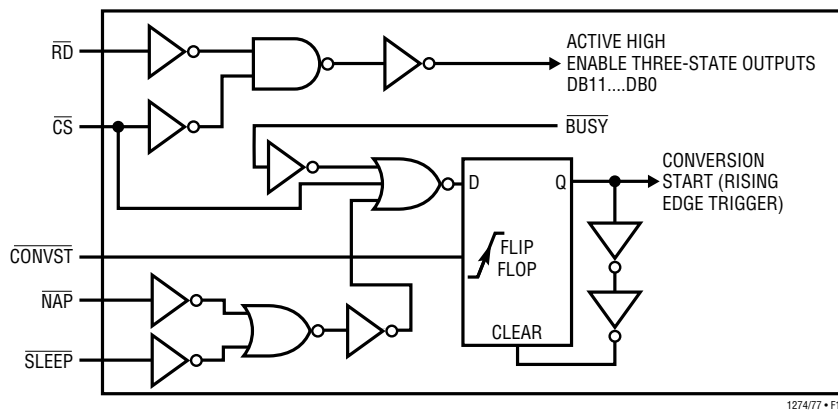 RD
ACTIVE HIGH
ENABLE THREE-STATE OUTPUTS
DB11....DB0
CS
BUSY
D
Q
CONVERSION
START (RISING
EDGE TRIGGER)
CONVST
FLIP
FLOP
NAP
CLEAR
SLEEP
1274/77 • F1